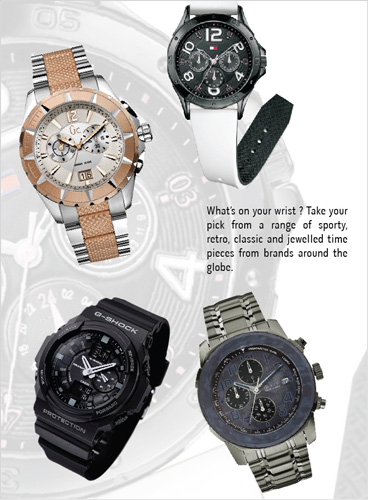 Gc
What's on your wrist ? Take your
pick from a range of sporty,
retro, classic and jewelled time
pieces from brands around the
globe.
G-SHOCK
PROTECTION